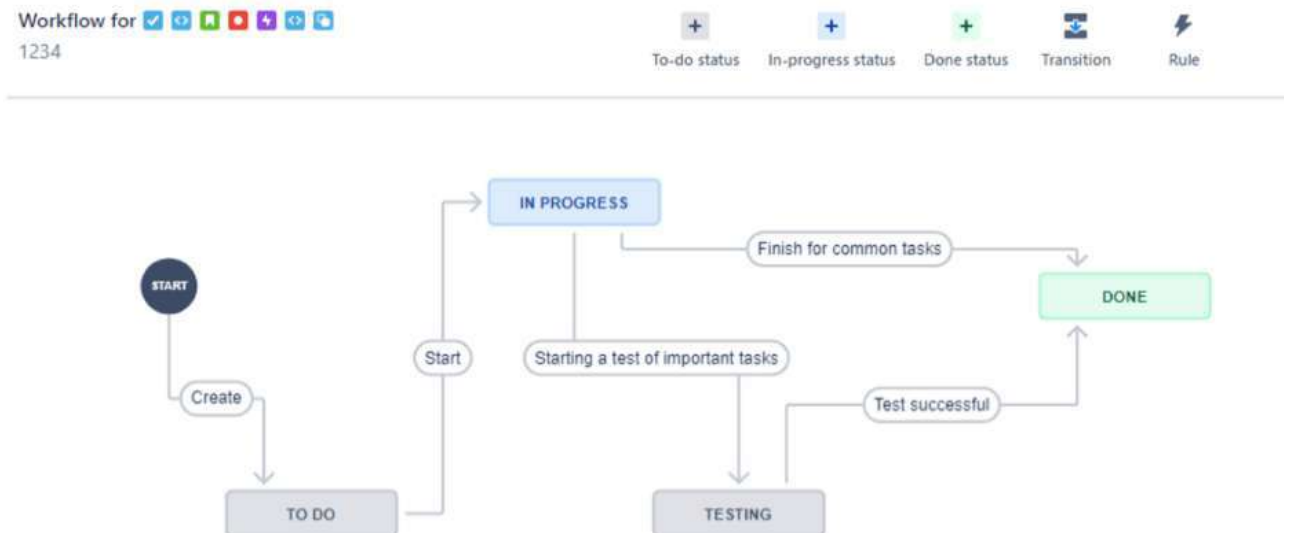 Workflow for
1234
To-do status
In-progress status
Done status
Transition
Rule
IN PROGRESS
Finish for common tasks
START
DONE
Start
Starting a test of important tasks
Create
Test successful
TO DO
TESTING